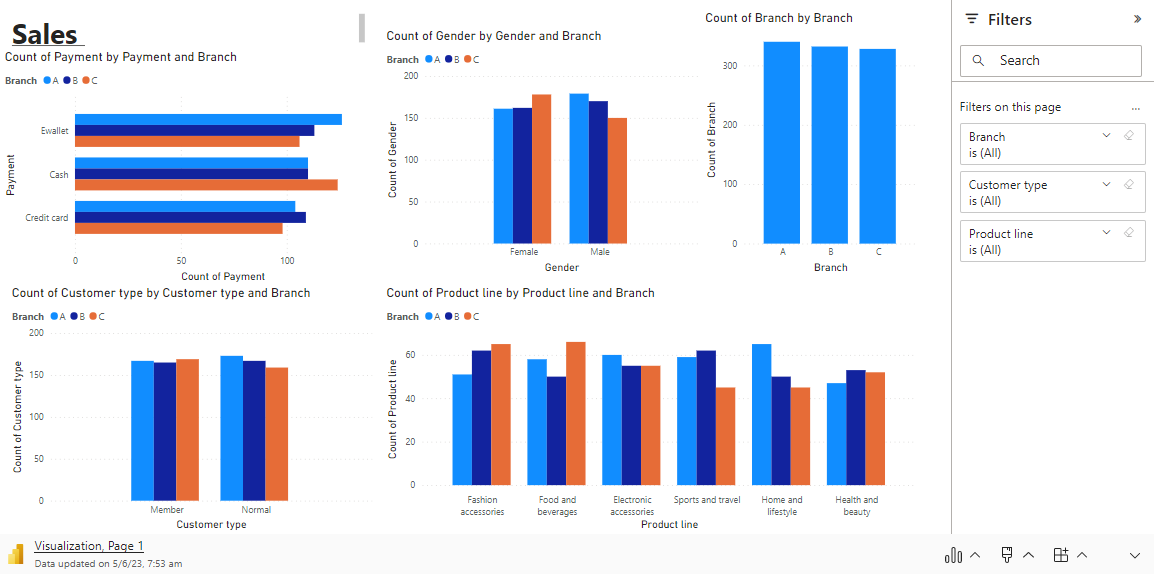 Sales
Count of Payment by Payment and Branch
Branch A B C
Payment
Ewallet
Cash
Credit card
0 50 100
Count of Payment
Count of Gender by Gender and Branch
Branch A B C
Count of Gender
200
150
100
50
0
Female Male
Gender
Count of Branch by Branch
Count of Branch
300
200
100
0
A B C
Branch
Count of Customer type by Customer type and Branch
Branch A B C
Count of Customer type
200
150
100
50
0
Member Normal
Customer type
Count of Product line by Product line and Branch
Branch A B C
Count of Product line
60
40
20
0
Fashion accessories
Food and beverages
Electronic accessories
Sports and travel
Home and lifestyle
Health and beauty
Product line
Filters
Search
Filters on this page
...
Branch
is (All)
Customer type
is (All)
Product line
is (All)
Visualization, Page 1
Data updated on 5/6/23, 7:53 am